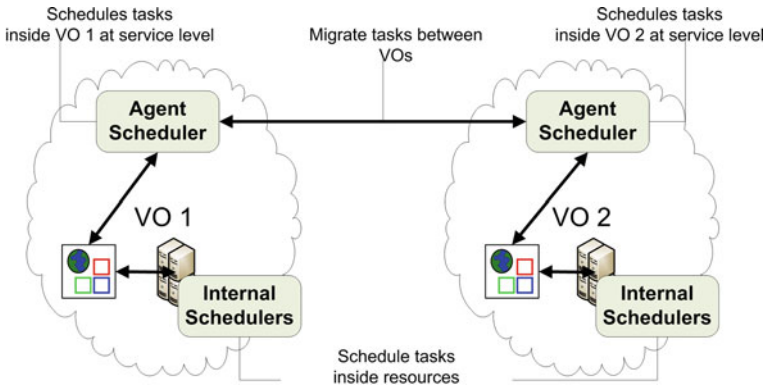 Schedules tasks
inside VO 1 at service level
Migrate tasks between
VOs
Schedules tasks
inside VO 2 at service level
Agent
Scheduler
Agent
Scheduler
VO 1
VO 2
Internal
Schedulers
Internal
Schedulers
Schedule tasks
inside resources